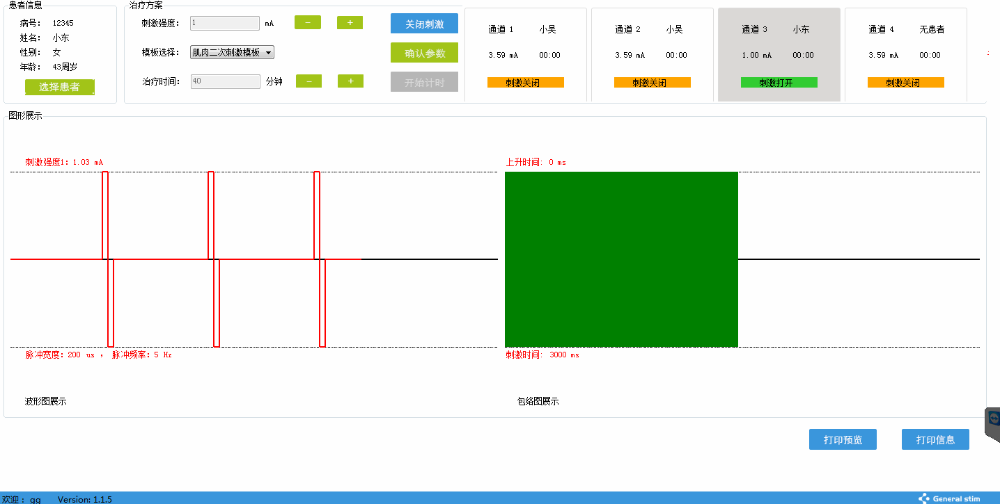 患者信息
病号： 12345
姓名： 小东
性别： 女
年龄： 43周岁
选择患者
治疗方案
刺激强度： 1 mA － ＋
模板选择： 肌肉二次刺激模板
治疗时间： 40 分钟 － ＋
关闭刺激
确认参数
开始计时
通道 1 小吴
3.59 mA 00:00
刺激关闭
通道 2 小吴
3.59 mA 00:00
刺激关闭
通道 3 小东
1.00 mA 00:00
刺激打开
通道 4 无患者
3.59 mA 00:00
刺激关闭
图形展示
刺激强度1：1.03 mA
脉冲宽度：200 us ， 脉冲频率：5 Hz
波形图展示
上升时间： 0 ms
刺激时间： 3000 ms
包络图展示
打印预览 打印信息
欢迎 ： gg Version: 1.1.5
General stim